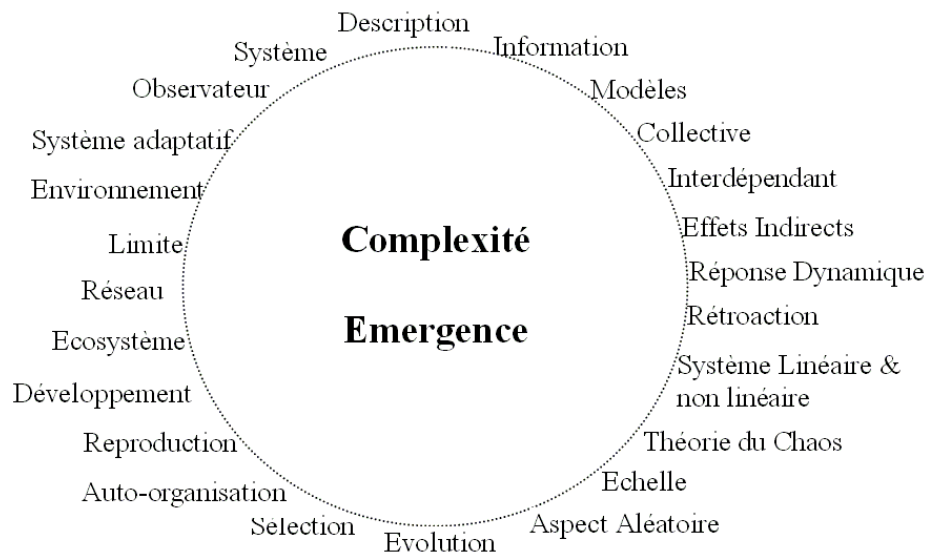 Description
Information
Modèles
Collective
Interdépendant
Effets Indirects
Réponse Dynamique
Rétroaction
Système Linéaire &
non linéaire
Théorie du Chaos
Echelle
Aspect Aléatoire
Evolution
Sélection
Auto-organisation
Reproduction
Développement
Ecosystème
Réseau
Limite
Environnement
Système adaptatif
Observateur
Système
Complexité
Emergence